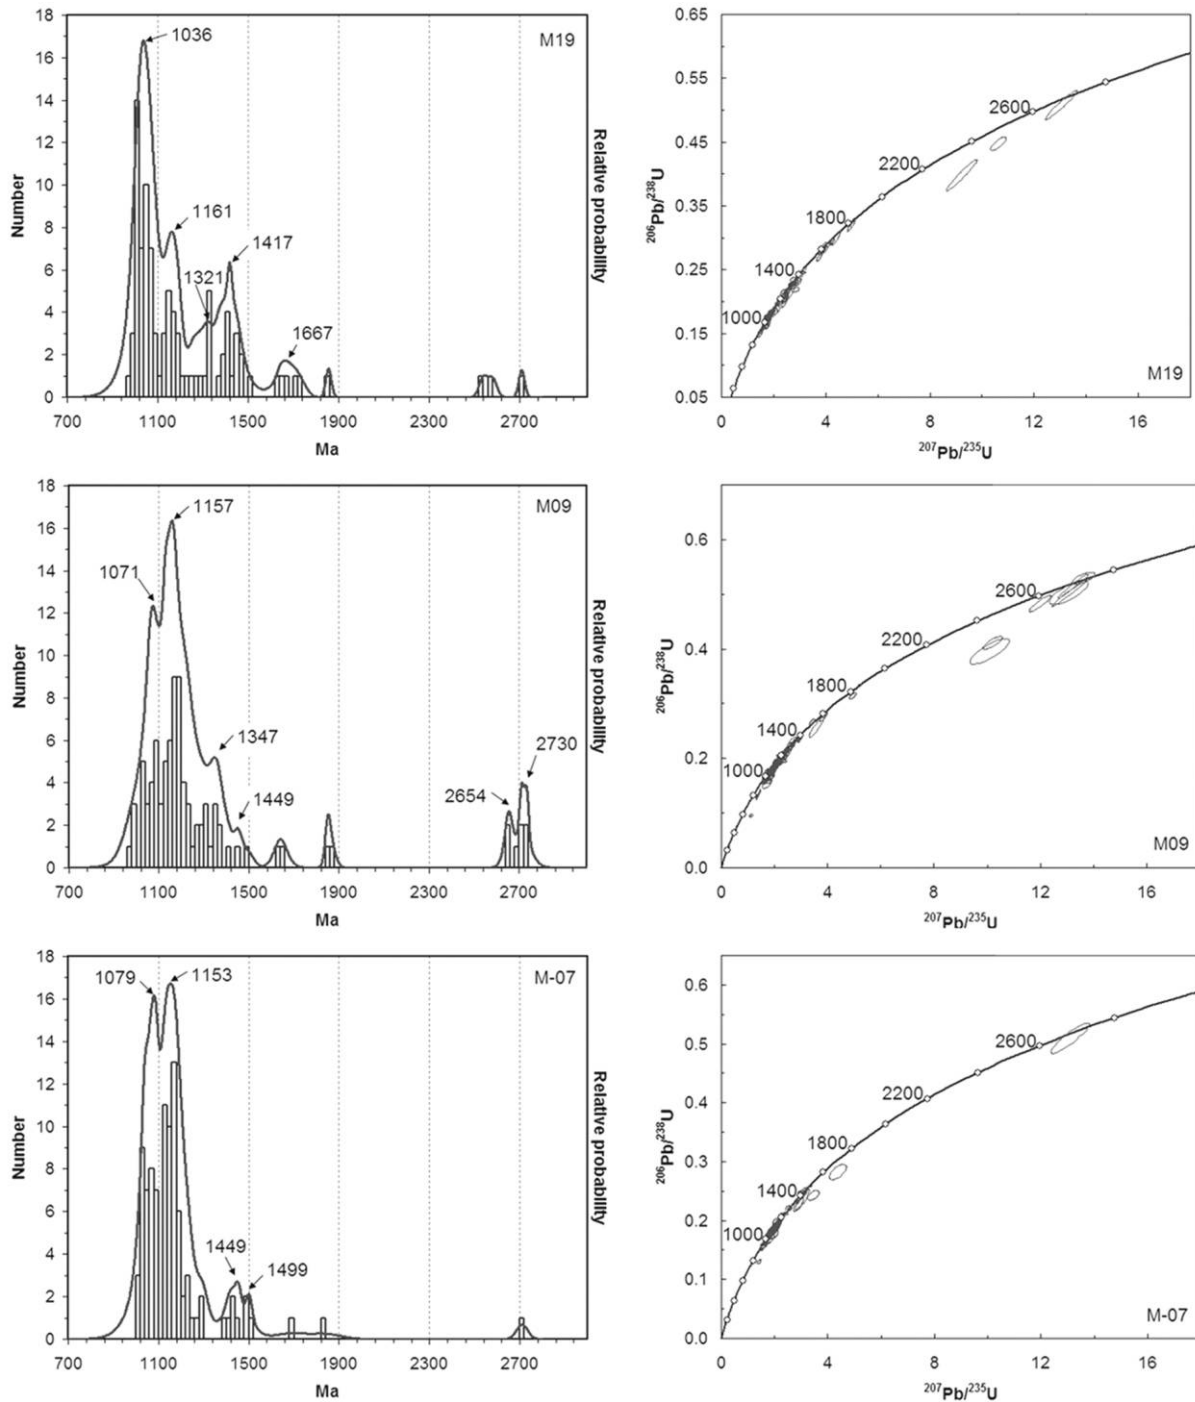 18
16
14
12
10
8
6
4
2
0
Number
1036
M19
1161
1417
1321
1667
Relative probability
700 1100 1500 1900 2300 2700
Ma
0.65
0.55
0.45
0.35
0.25
0.15
0.05
²⁰⁶Pb/²³⁸U
2600
2200
1800
1400
1000
M19
0 4 8 12 16
²⁰⁷Pb/²³⁵U
18
16
14
12
10
8
6
4
2
0
Number
1157
M09
1071
1347
2730
2654
1449
Relative probability
700 1100 1500 1900 2300 2700
Ma
0.6
0.4
0.2
0.0
²⁰⁶Pb/²³⁸U
2600
2200
1800
1400
1000
M09
0 4 8 12 16
²⁰⁷Pb/²³⁵U
18
16
14
12
10
8
6
4
2
0
Number
1079
1153
M-07
1449
1499
Relative probability
700 1100 1500 1900 2300 2700
Ma
0.6
0.5
0.4
0.3
0.2
0.1
0.0
²⁰⁶Pb/²³⁸U
2600
2200
1800
1400
1000
M-07
0 4 8 12 16
²⁰⁷Pb/²³⁵U